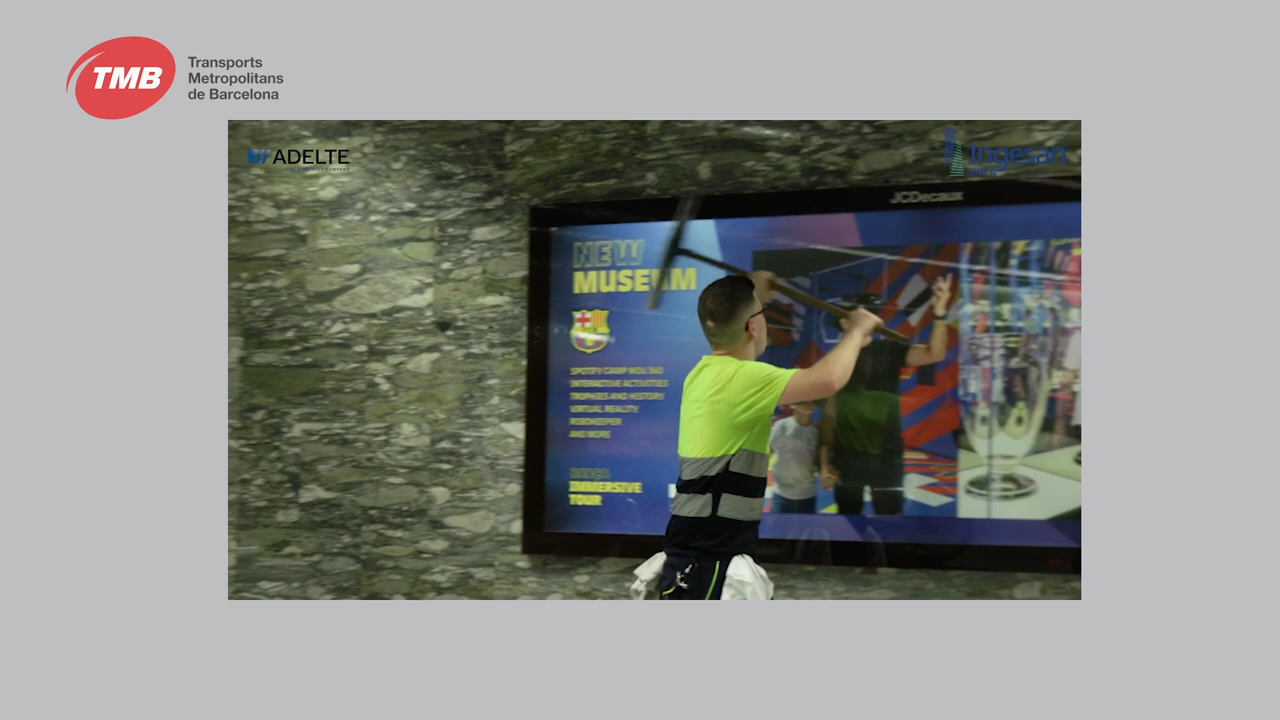 TMB
Transports
Metropolitans
de Barcelona
ADELTE
Ingesan
JCDecaux
NEW
MUSEUM
SPOTIFY CAMP NOU 360
INTERACTIVE ACTIVITIES
TROPHIES AND HISTORY
VIRTUAL REALITY
ROBOKEEPER
AND MORE
IMMERSIVE
TOUR